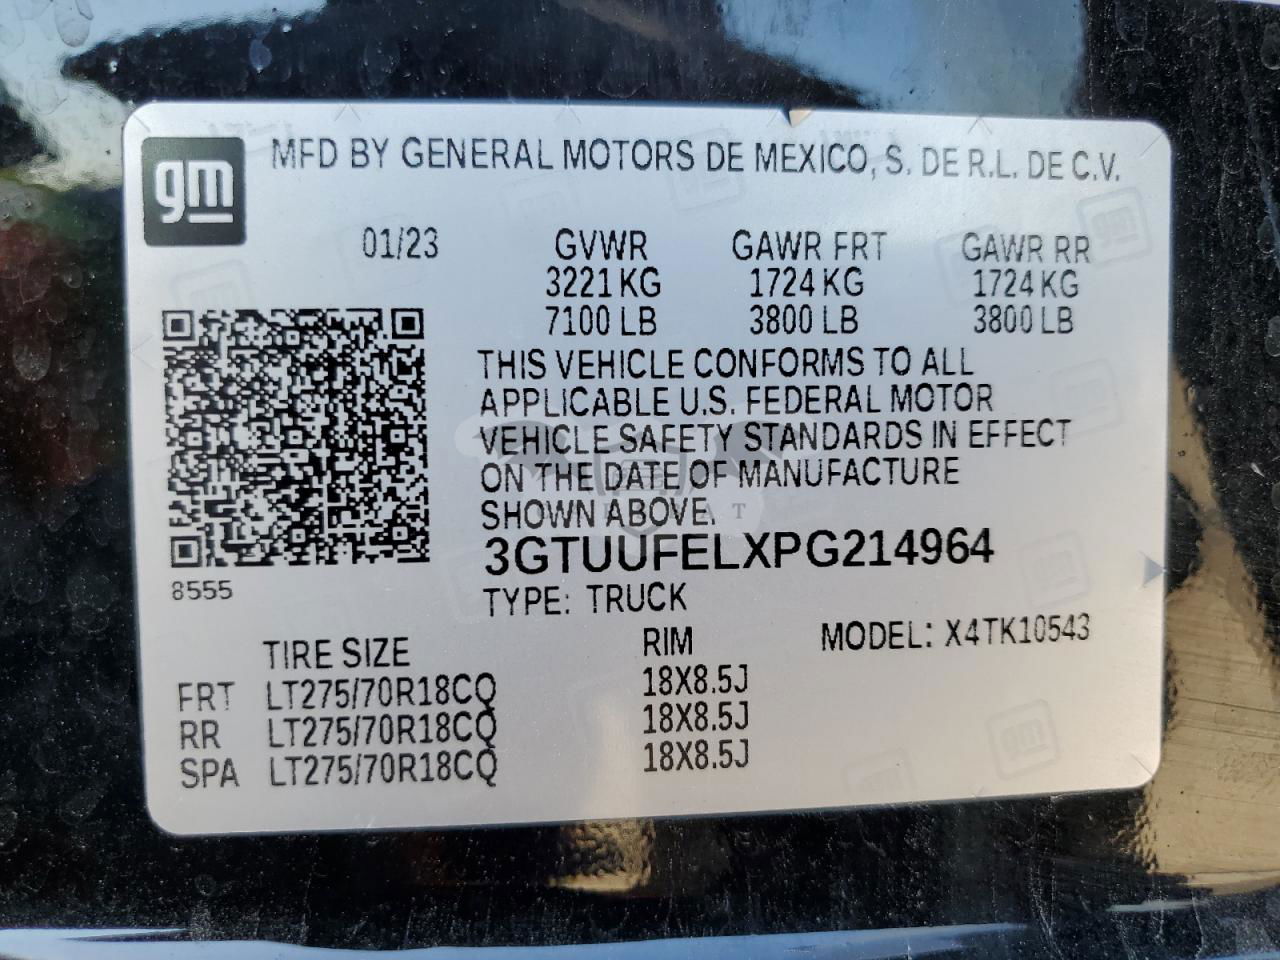 gm
MFD BY GENERAL MOTORS DE MEXICO, S. DE R.L. DE C.V.
01/23 GVWR GAWR FRT GAWR RR
3221 KG 1724 KG 1724 KG
7100 LB 3800 LB 3800 LB
THIS VEHICLE CONFORMS TO ALL
APPLICABLE U.S. FEDERAL MOTOR
VEHICLE SAFETY STANDARDS IN EFFECT
ON THE DATE OF MANUFACTURE
SHOWN ABOVE.
3GTUUFELXPG214964
8555
TYPE: TRUCK
TIRE SIZE RIM MODEL: X4TK10543
FRT LT275/70R18CQ 18X8.5J
RR LT275/70R18CQ 18X8.5J
SPA LT275/70R18CQ 18X8.5J